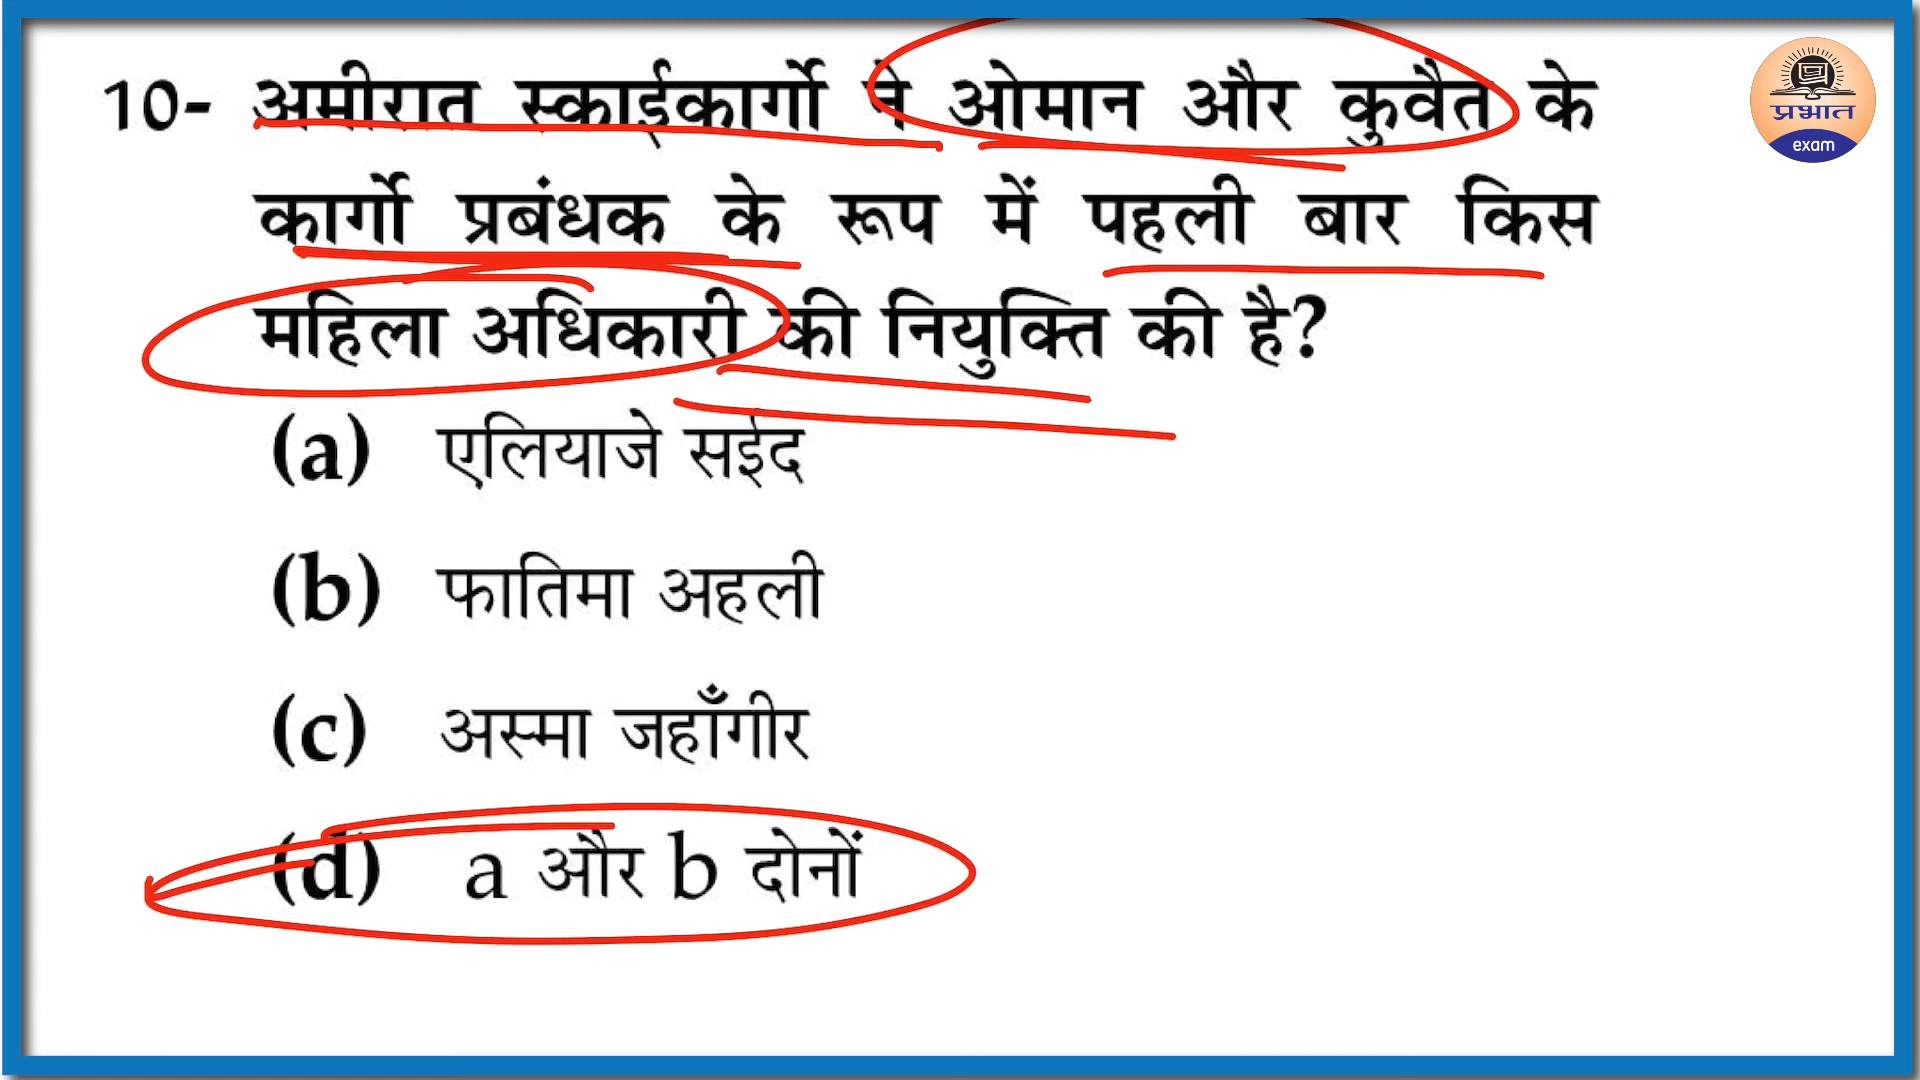 10- अमीरात स्काईकार्गो ने ओमान और कुवैत के
कार्गो प्रबंधक के रूप में पहली बार किस
महिला अधिकारी की नियुक्ति की है?
(a) एलियाजे सईद
(b) फातिमा अहली
(c) अस्मा जहाँगीर
(d) a और b दोनों
प्रभात
exam